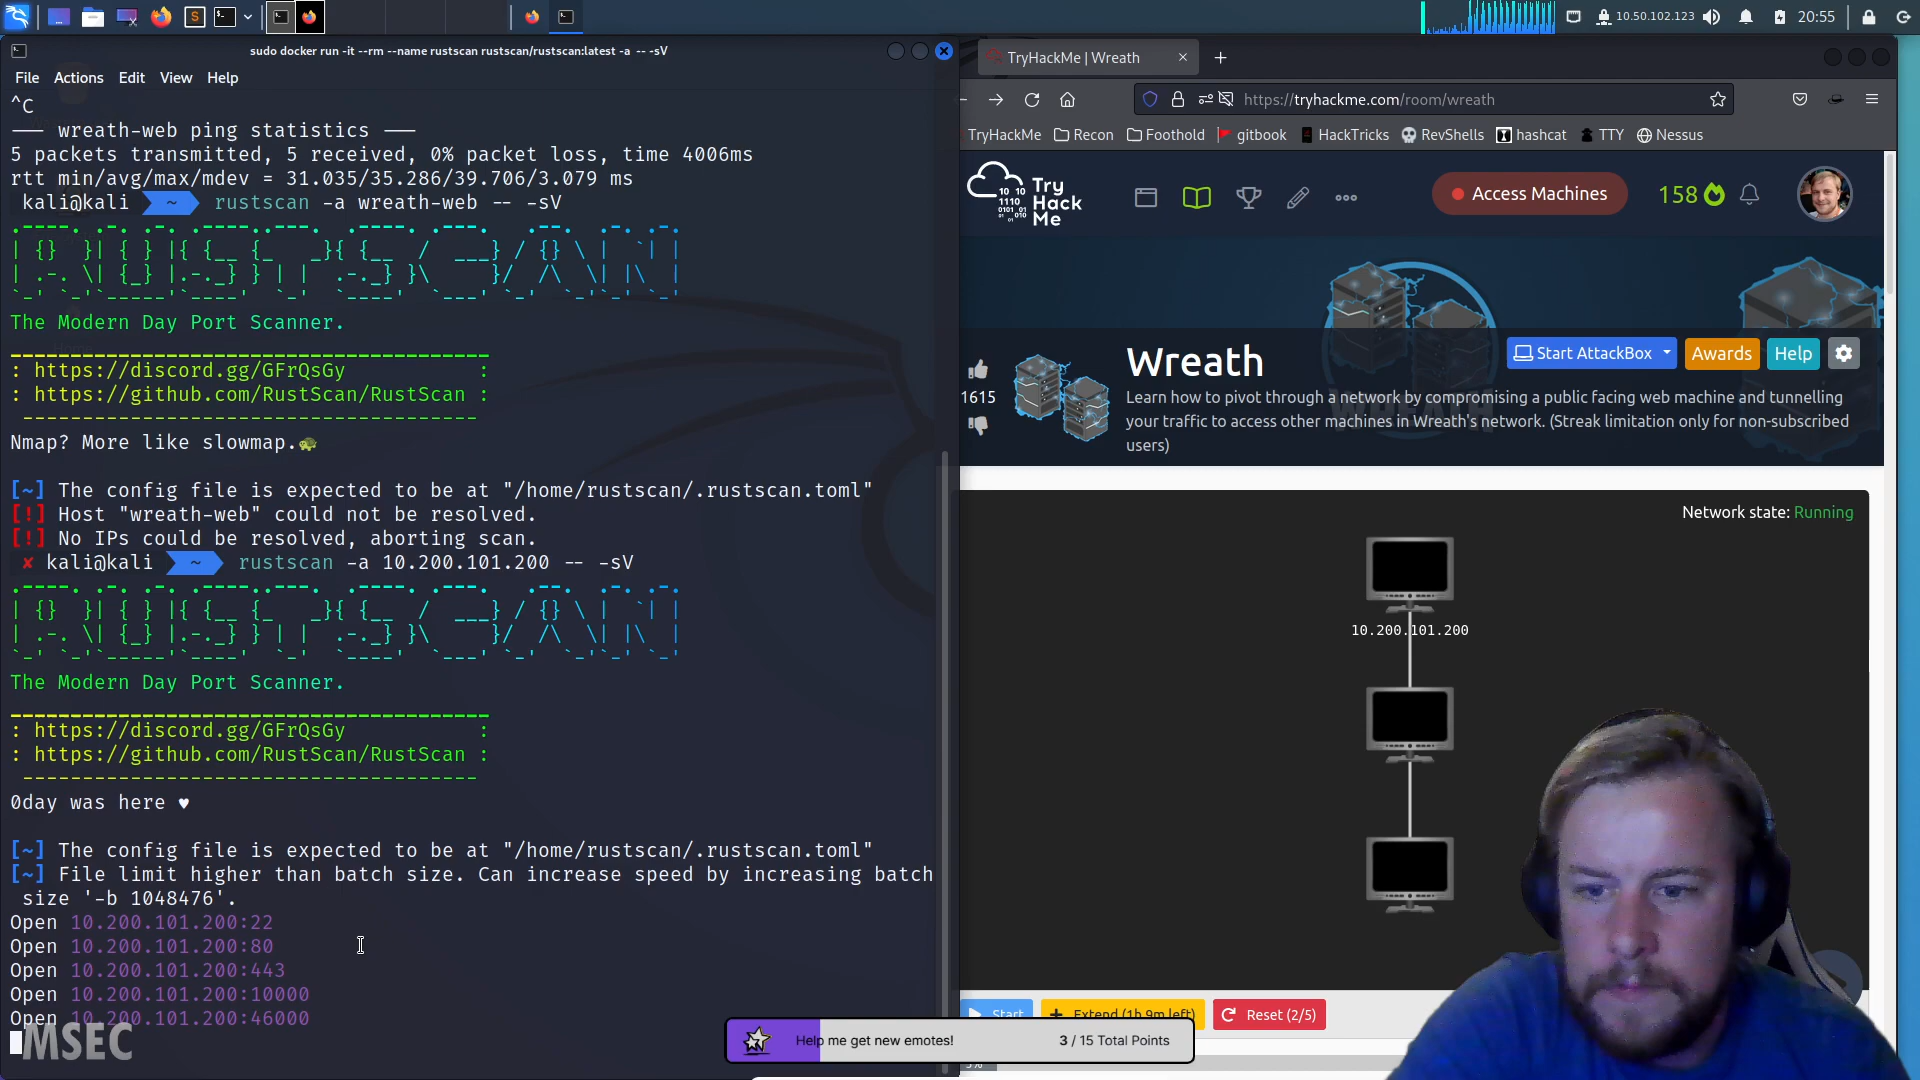 10.50.102.123
20:55
sudo docker run -it --rm --name rustscan rustscan/rustscan:latest -a -- -sV
File Actions Edit View Help
^C
—— wreath-web ping statistics ——
5 packets transmitted, 5 received, 0% packet loss, time 4006ms
rtt min/avg/max/mdev = 31.035/35.286/39.706/3.079 ms
kali@kali ~ rustscan -a wreath-web -- -sV
The Modern Day Port Scanner.
: https://discord.gg/GFrQsGy :
: https://github.com/RustScan/RustScan :
Nmap? More like slowmap.🐢
[~] The config file is expected to be at "/home/rustscan/.rustscan.toml"
[!] Host "wreath-web" could not be resolved.
[!] No IPs could be resolved, aborting scan.
✘ kali@kali ~ rustscan -a 10.200.101.200 -- -sV
The Modern Day Port Scanner.
: https://discord.gg/GFrQsGy :
: https://github.com/RustScan/RustScan :
0day was here ♥
[~] The config file is expected to be at "/home/rustscan/.rustscan.toml"
[~] File limit higher than batch size. Can increase speed by increasing batch
size '-b 1048476'.
Open 10.200.101.200:22
Open 10.200.101.200:80
Open 10.200.101.200:443
Open 10.200.101.200:10000
Open 10.200.101.200:46000
MSEC
TryHackMe | Wreath
https://tryhackme.com/room/wreath
TryHackMe Recon Foothold gitbook HackTricks RevShells hashcat TTY Nessus
Try
Hack
Me
Access Machines
158
Wreath
Start AttackBox
Awards
Help
1615
Learn how to pivot through a network by compromising a public facing web machine and tunnelling
your traffic to access other machines in Wreath's network. (Streak limitation only for non-subscribed
users)
Network state: Running
10.200.101.200
Start
Extend (1h 9m left)
Reset (2/5)
Help me get new emotes!
3 / 15 Total Points